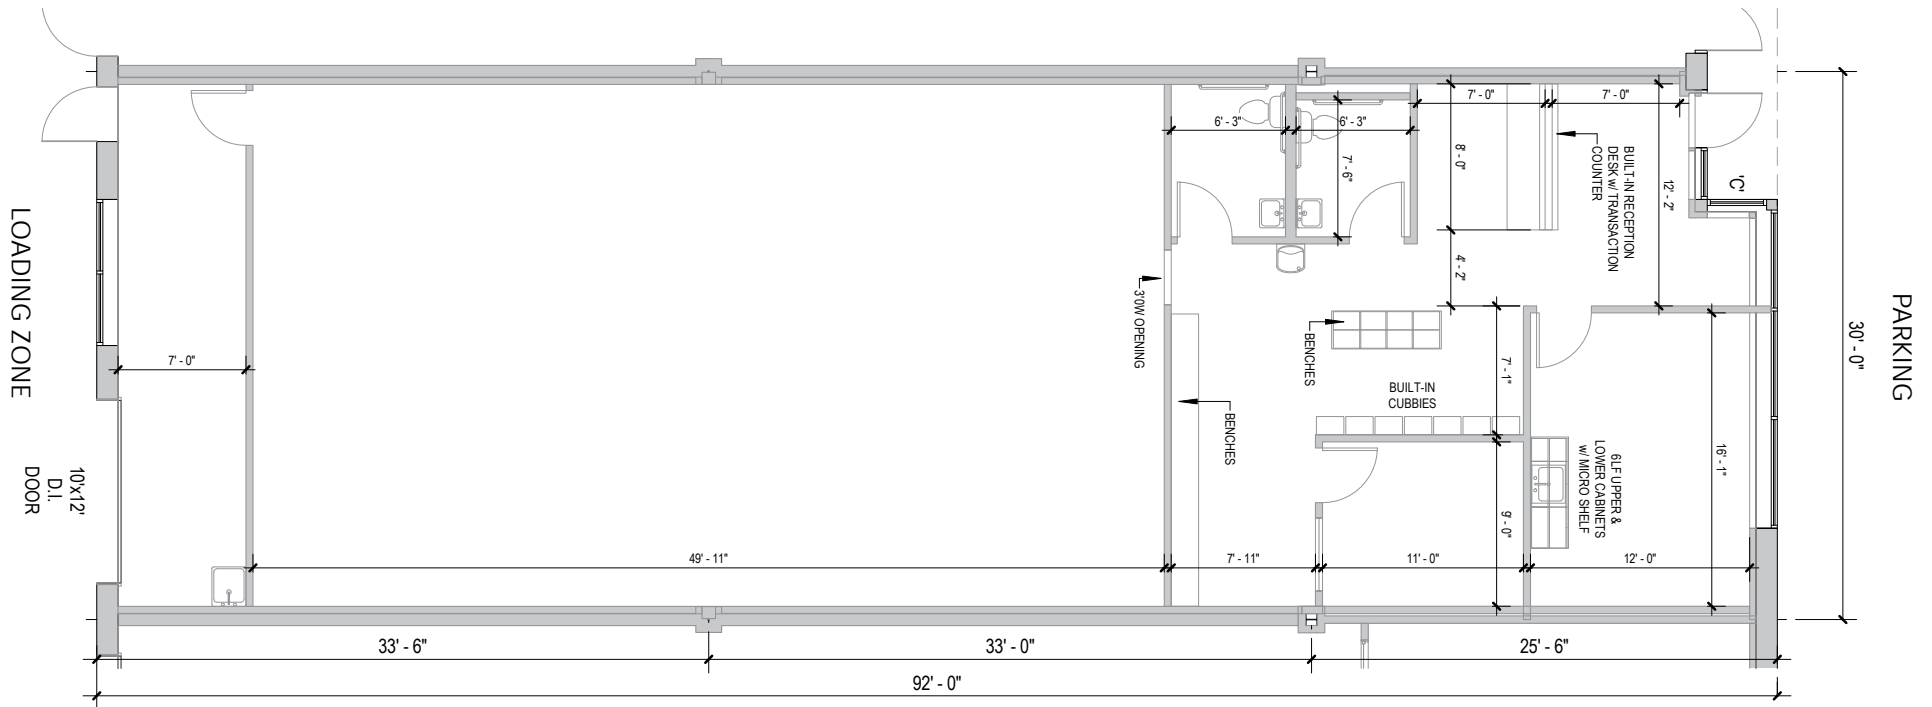 7' - 0"
7' - 0"
6' - 3"
6' - 3"
7' - 6"
8' - 0"
BUILT-IN RECEPTION
DESK w/ TRANSACTION
COUNTER
12' - 2"
'C'
4' - 2"
3'0W OPENING
BENCHES
BENCHES
BUILT-IN
CUBBIES
7' - 1"
9' - 0"
6LF UPPER &
LOWER CABINETS
w/ MICRO SHELF
16' - 1"
30' - 0"
PARKING
LOADING ZONE
10'x12'
D.I.
DOOR
7' - 0"
49' - 11"
7' - 11"
11' - 0"
12' - 0"
33' - 6"
33' - 0"
25' - 6"
92' - 0"